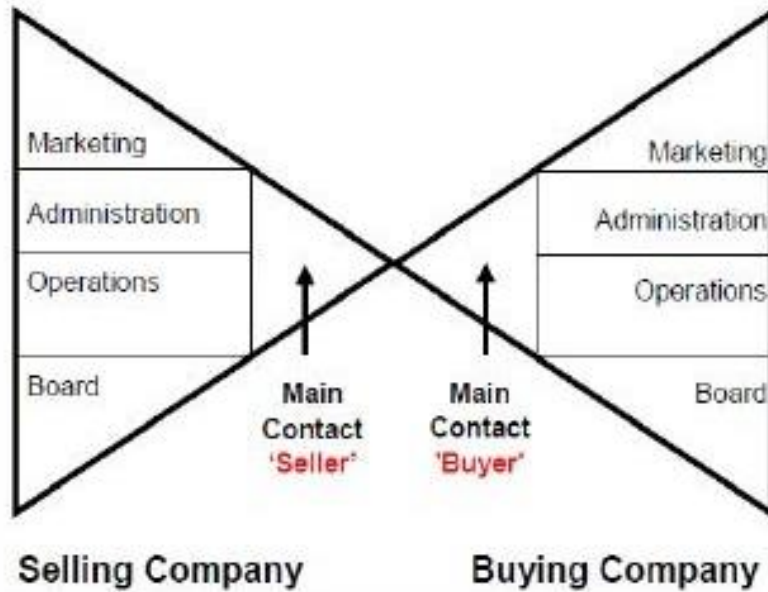 Marketing
Administration
Operations
Board
Marketing
Administration
Operations
Board
Main
Contact
‘Seller’
Main
Contact
’Buyer’
Selling Company
Buying Company